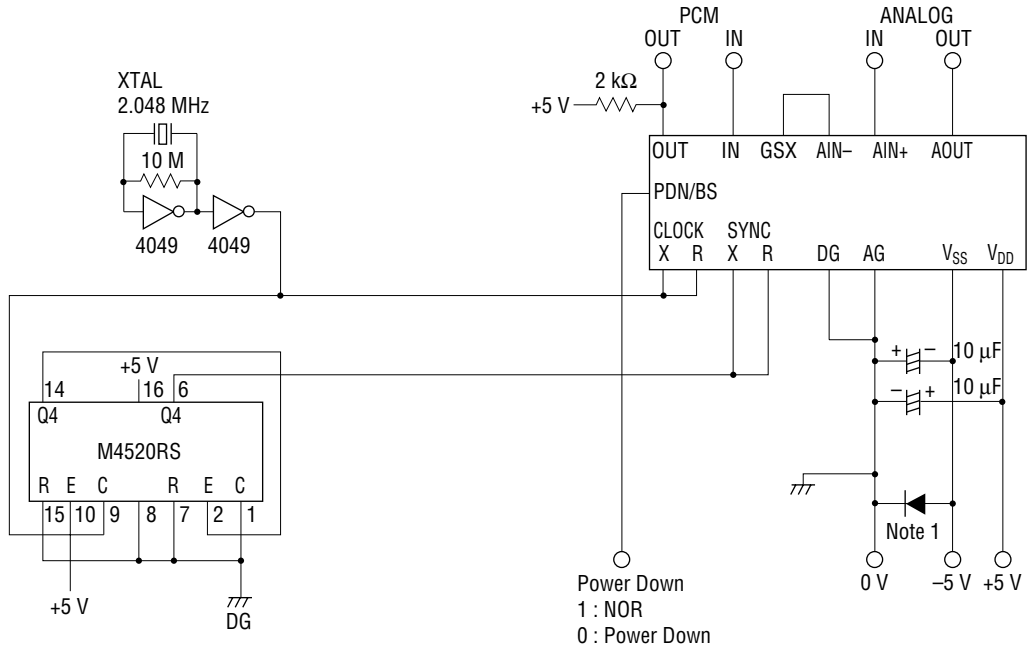 PCM ANALOG
OUT IN IN OUT
XTAL
2.048 MHz
10 M
4049 4049
2 kΩ
+5 V
OUT IN GSX AIN– AIN+ AOUT
PDN/BS
CLOCK SYNC
X R X R DG AG VSS VDD
+ – 10 μF
– + 10 μF
+5 V
14 16 6
Q4 Q4
M4520RS
R E C R E C
15 10 9 8 7 2 1
+5 V
DG
Note 1
0 V –5 V +5 V
Power Down
1 : NOR
0 : Power Down